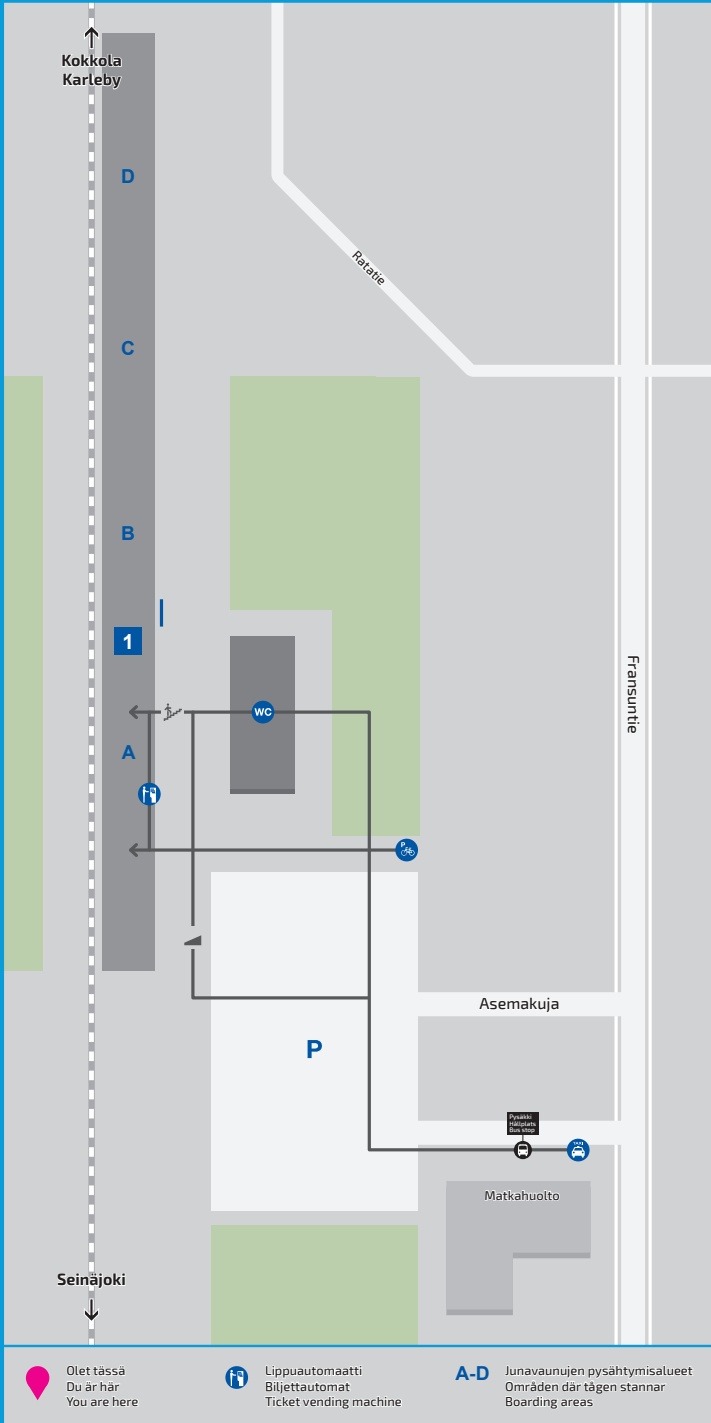 Kokkola
Karleby
D
Ratatie
C
B
1
Fransuntie
WC
A
P
Asemakuja
P
Pysäkki
Hållplats
Bus stop
TAXI
Matkahuolto
Seinäjoki
Olet tässä
Du är här
You are here
Lippuautomaatti
Biljettautomat
Ticket vending machine
A-D
Junavaunujen pysähtymisalueet
Områden där tågen stannar
Boarding areas